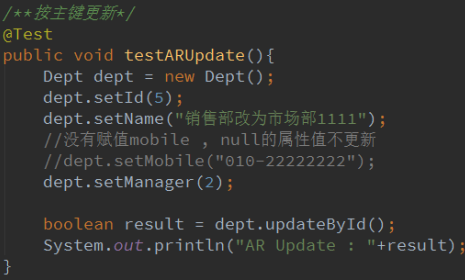 /**按主键更新*/
@Test
public void testARUpdate(){
    Dept dept = new Dept();
    dept.setId(5);
    dept.setName("销售部改为市场部1111");
    //没有赋值mobile , null的属性值不更新
    //dept.setMobile("010-22222222");
    dept.setManager(2);

    boolean result = dept.updateById();
    System.out.println("AR Update : "+result);
}